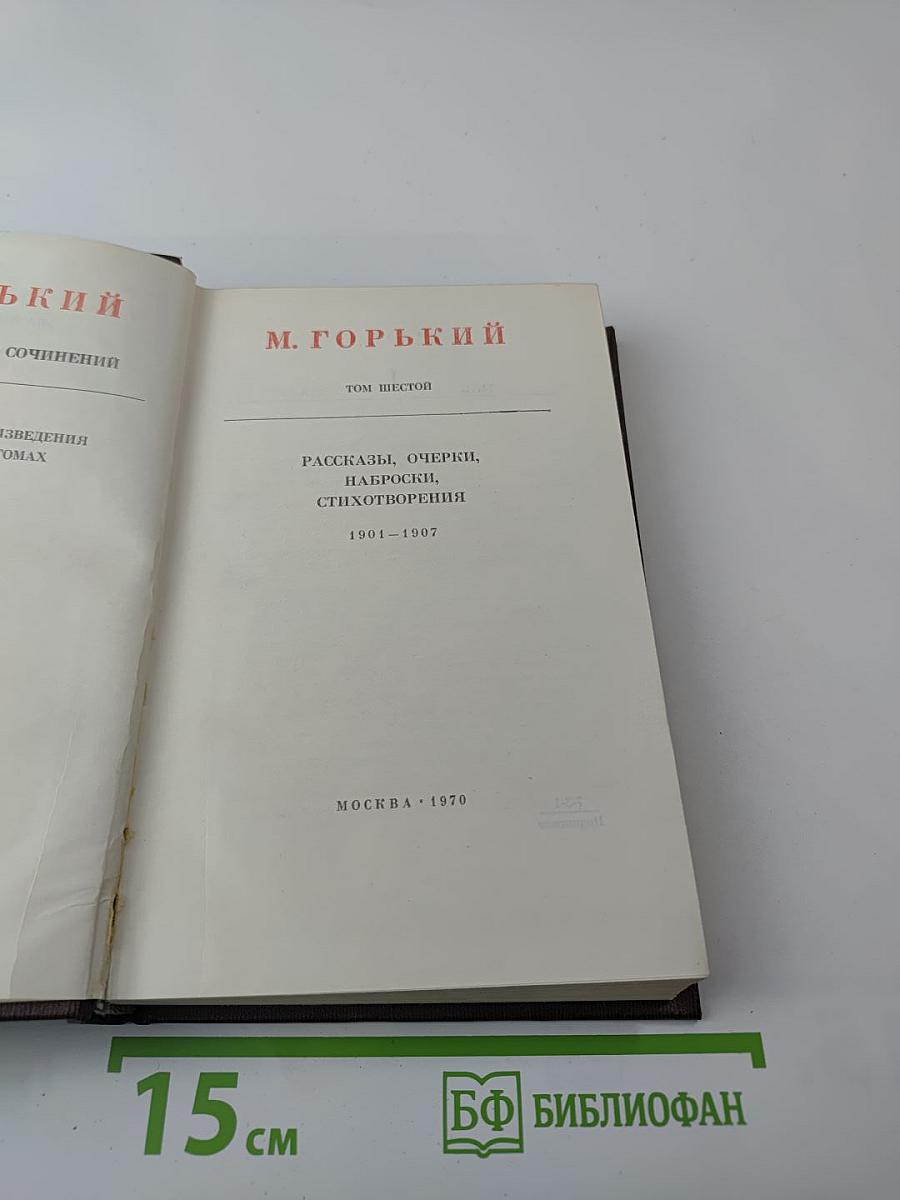 ЬКИЙ
СОЧИНЕНИЙ
ИЗВЕДЕНИЯ
ТОМАХ
М. ГОРЬКИЙ
ТОМ ШЕСТОЙ
РАССКАЗЫ, ОЧЕРКИ,
НАБРОСКИ,
СТИХОТВОРЕНИЯ
1901—1907
МОСКВА • 1970
15 см
БФ БИБЛИОФАН